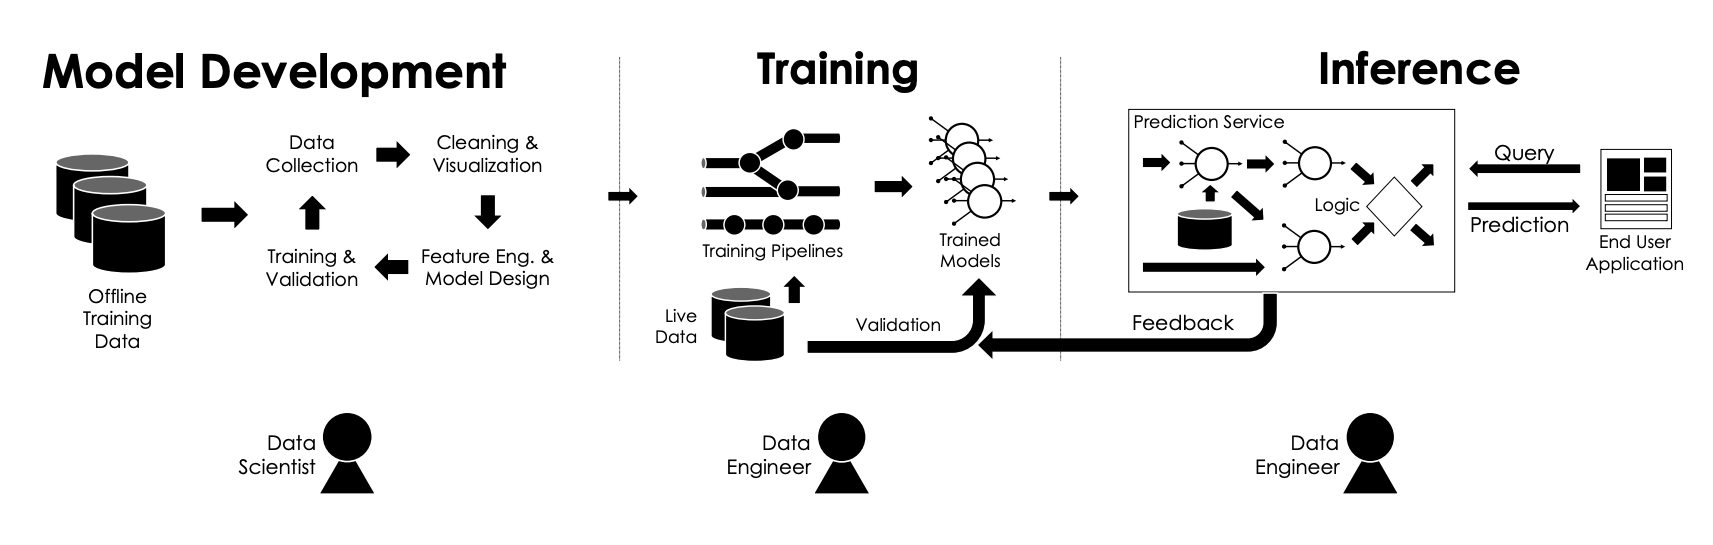 Model Development
Training
Inference
Data
Collection
Cleaning &
Visualization
Training &
Validation
Feature Eng. &
Model Design
Offline
Training
Data
Training Pipelines
Trained
Models
Live
Data
Validation
Prediction Service
Logic
Feedback
Query
Prediction
End User
Application
Data
Scientist
Data
Engineer
Data
Engineer